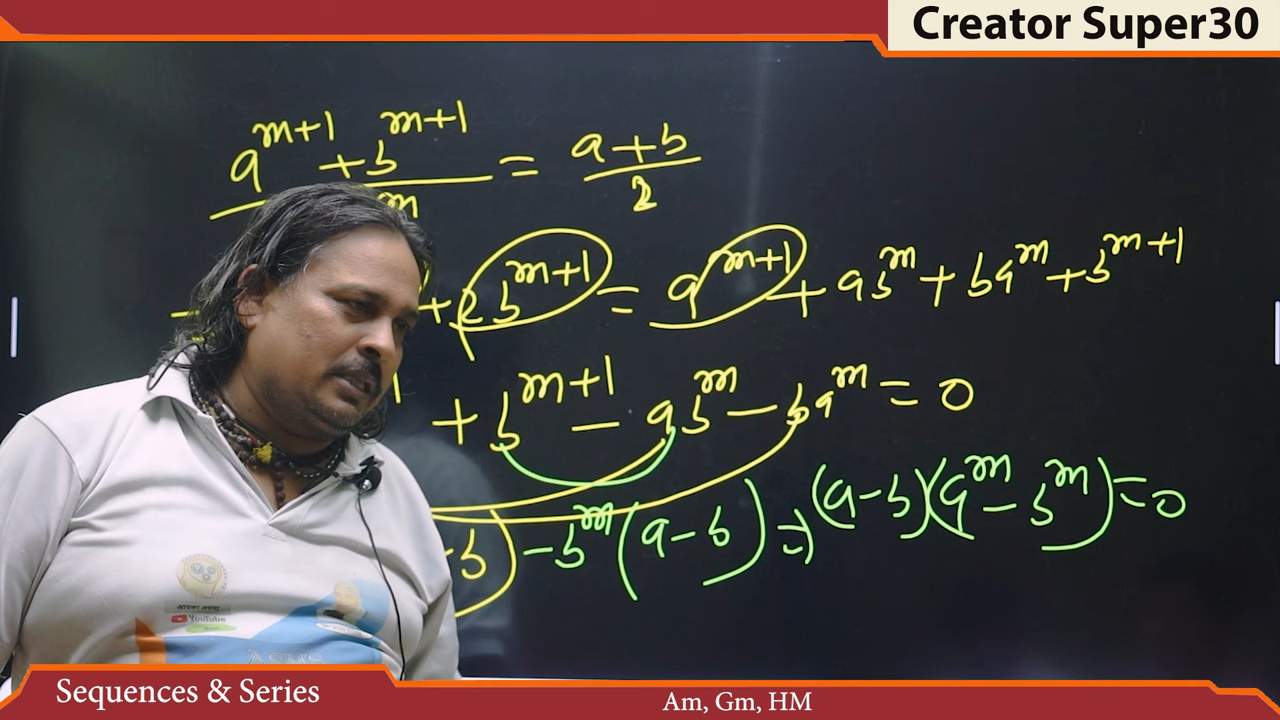 Creator Super30
a^{m+1} + b^{m+1} / m = a+b / 2
+ 2b^{m+1} = a^{m+1} + ab^m + ba^m + b^{m+1}
+ b^{m+1} - ab^m - ba^m = 0
-b) - b^m(a-b) => (a-b)(a^m - b^m) = 0
YouTube
Sequences & Series
Am, Gm, HM